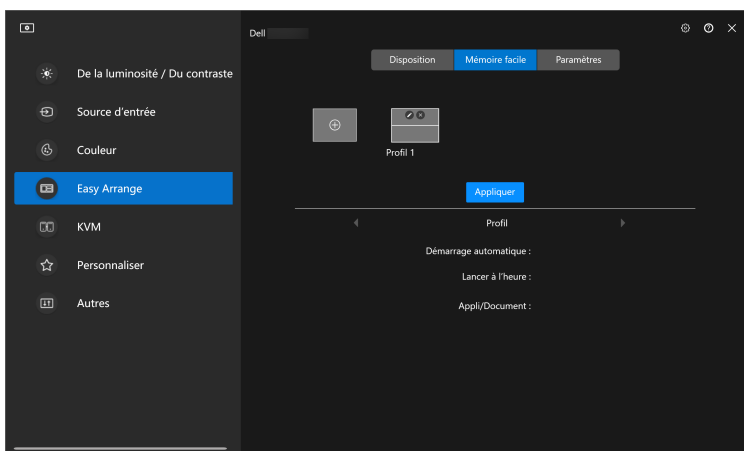 Dell
Disposition Mémoire facile Paramètres
De la luminosité / Du contraste
Source d'entrée
Couleur
Easy Arrange
KVM
Personnaliser
Autres
Profil 1
Appliquer
Profil
Démarrage automatique :
Lancer à l'heure :
Appli/Document :